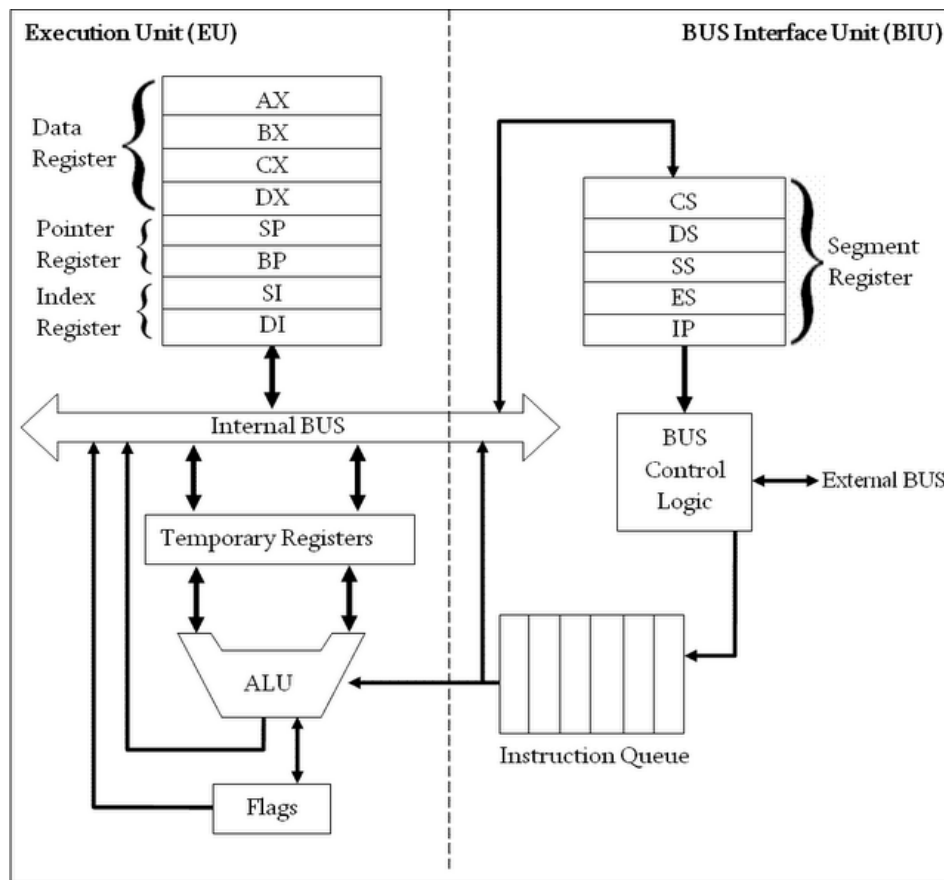 Execution Unit (EU)
BUS Interface Unit (BIU)
Data
Register
AX
BX
CX
DX
Pointer
Register
SP
BP
Index
Register
SI
DI
CS
DS
SS
ES
IP
Segment
Register
Internal BUS
BUS
Control
Logic
External BUS
Temporary Registers
ALU
Instruction Queue
Flags